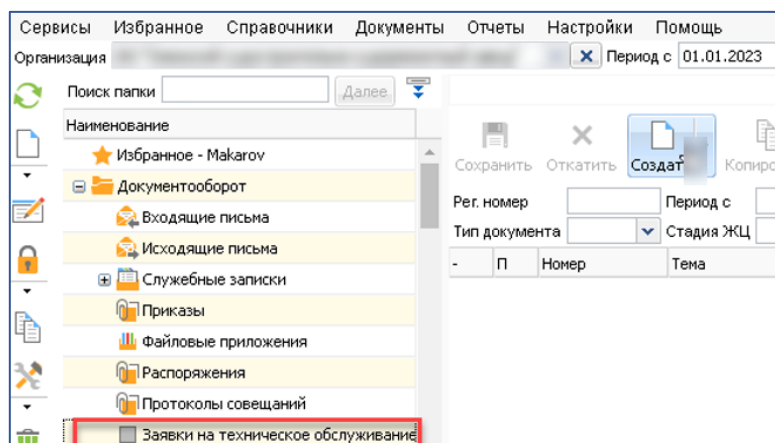 Сервисы Избранное Справочники Документы Отчеты Настройки Помощь
Организация Период с 01.01.2023
Поиск папки Далее
Наименование
Избранное - Makarov
Документооборот
Входящие письма
Исходящие письма
Служебные записки
Приказы
Файловые приложения
Распоряжения
Протоколы совещаний
Заявки на техническое обслуживание
Сохранить Откатить Создат Копиро
Рег. номер Период с
Тип документа Стадия ЖЦ
- П Номер Тема